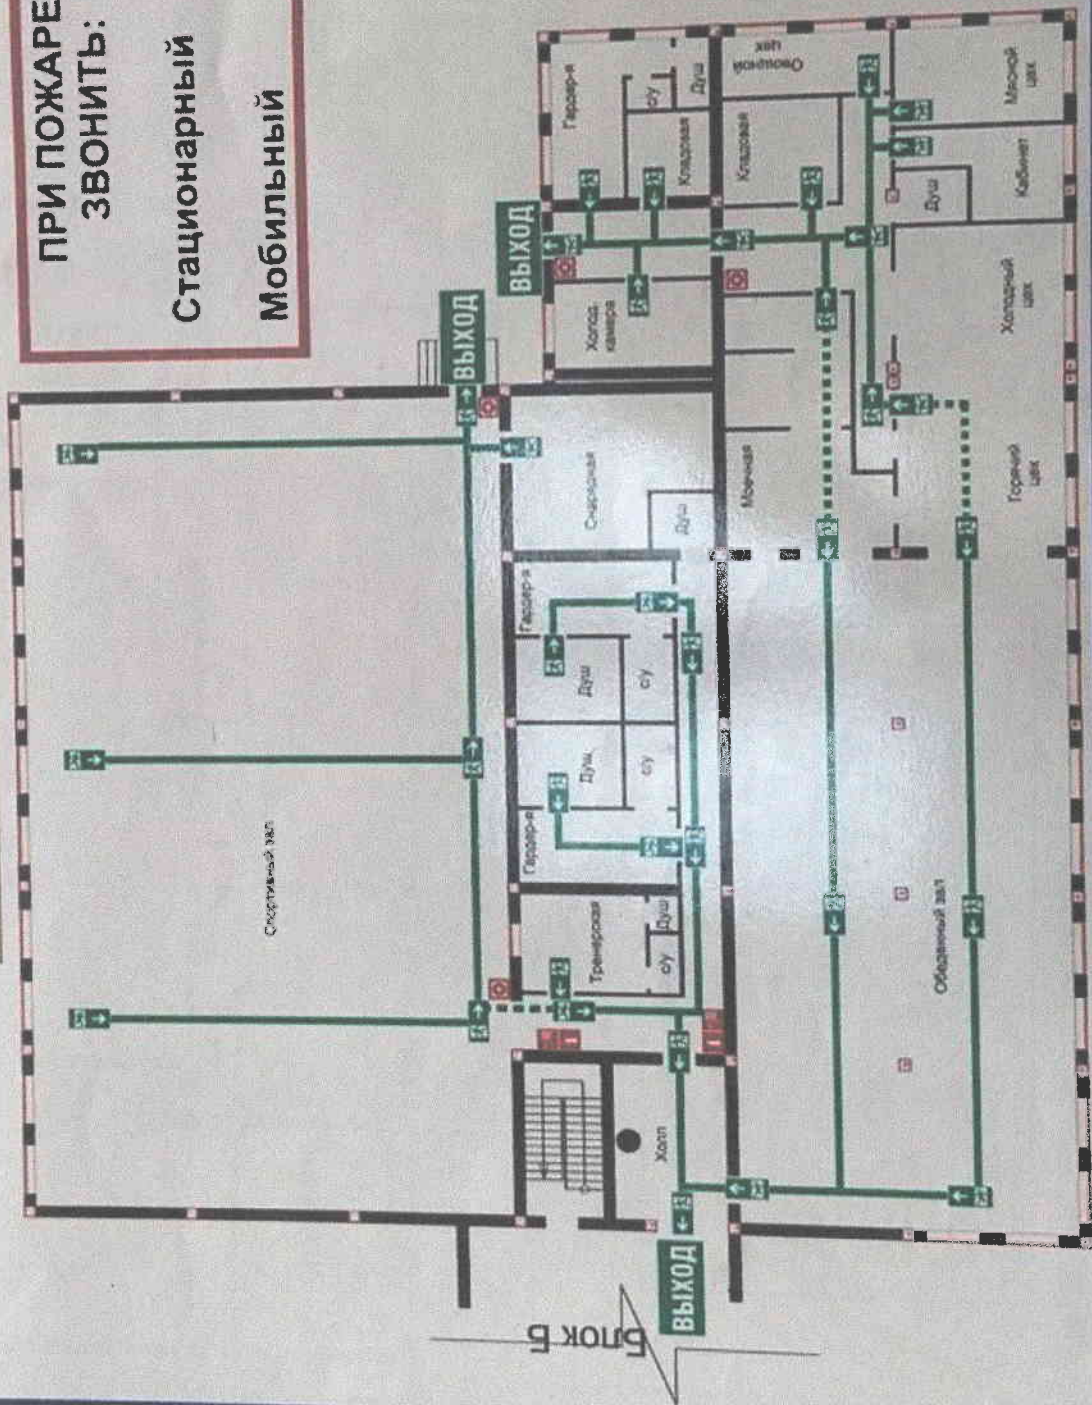 ПРИ ПОЖАРЕ
ЗВОНИТЬ:
Стационарный
Мобильный
ВЫХОД
ВЫХОД
ВЫХОД
Блок Б
Спортивный зал
Снарядная
Душ
Гардер-я
Душ
с/у
Душ
с/у
Гардер-я
Тренерская
с/у
Душ
Холл
Гардер-я
с/у
Душ
Кладовая
Холод.
камера
Овощной
цех
Кладовая
Моечная
Мясной
цех
Кабинет
Душ
Холодный
цех
Горячий
цех
Обеденный зал